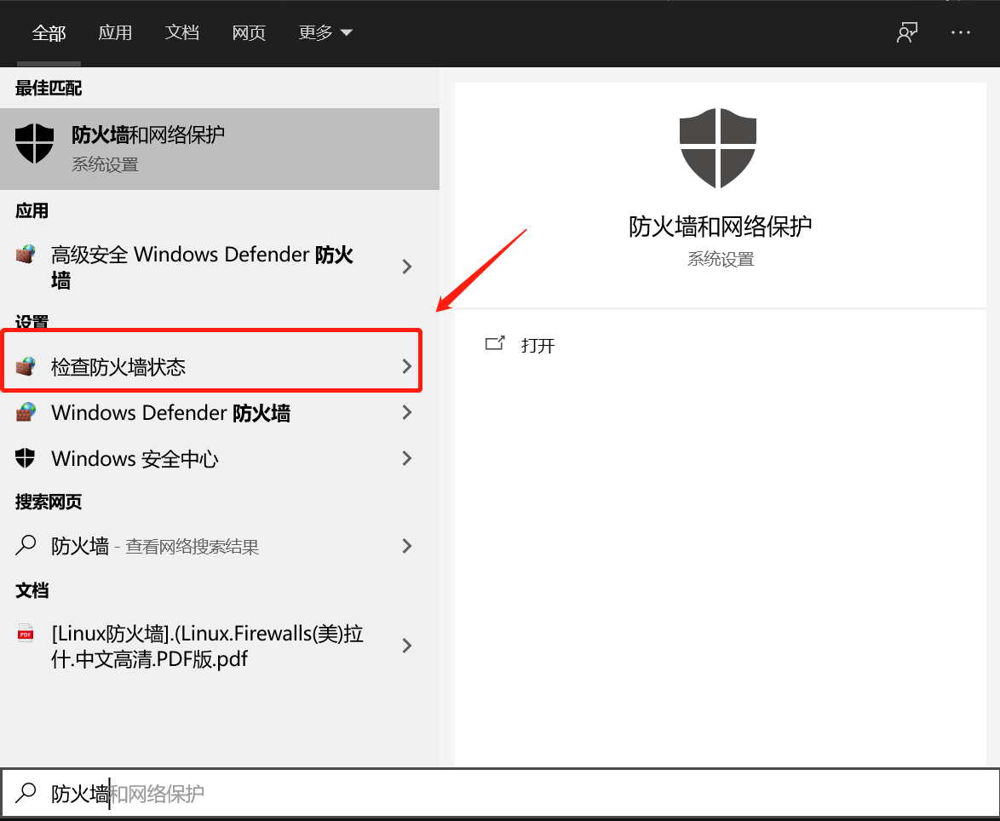 全部 应用 文档 网页 更多
最佳匹配
防火墙和网络保护
系统设置
应用
高级安全 Windows Defender 防火
墙
设置
检查防火墙状态
Windows Defender 防火墙
Windows 安全中心
搜索网页
防火墙 - 查看网络搜索结果
文档
PDF
[Linux防火墙].(Linux.Firewalls(美)拉
什.中文高清.PDF版.pdf
防火墙和网络保护
系统设置
打开
防火墙和网络保护